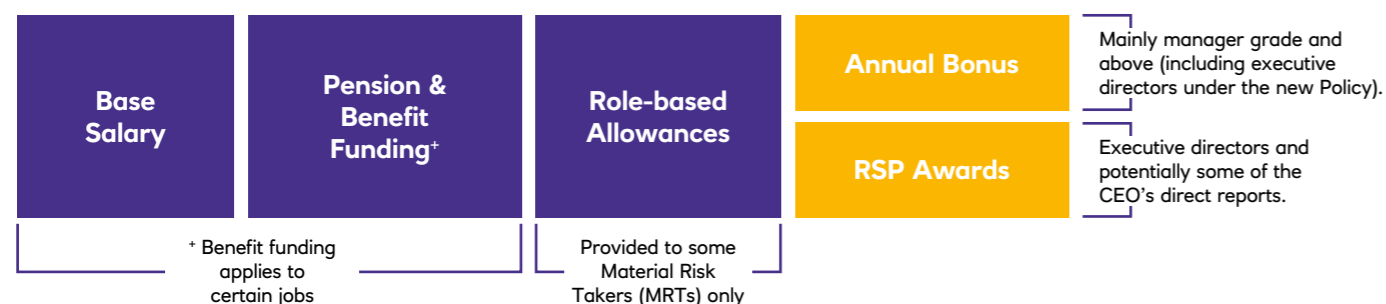 Base
Salary
Pension &
Benefit
Funding⁺
Role-based
Allowances
Annual Bonus
RSP Awards
Mainly manager grade and
above (including executive
directors under the new Policy).
Executive directors and
potentially some of the
CEO’s direct reports.
⁺ Benefit funding
applies to
certain jobs
Provided to some
Material Risk
Takers (MRTs) only